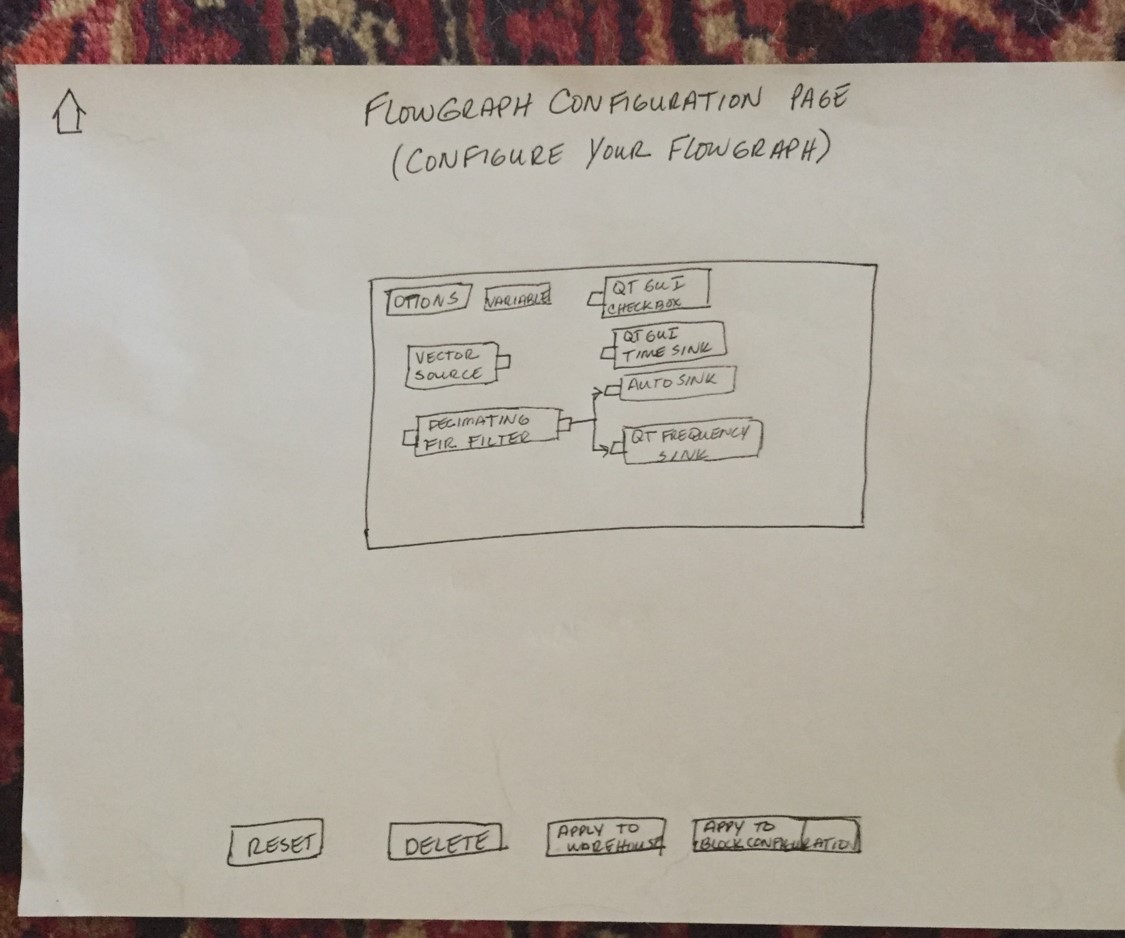 FLOWGRAPH CONFIGURATION PAGE
(CONFIGURE YOUR FLOWGRAPH)
OTIONS
VARIABLE
QT GUI
CHECKBOX
VECTOR
SOURCE
QT GUI
TIME SINK
AUTO SINK
DECIMATING
FIR FILTER
QT FREQUENCY
SINK
RESET
DELETE
APPLY TO
WAREHOUSE
APPY TO
BLOCK CONFIGURATION